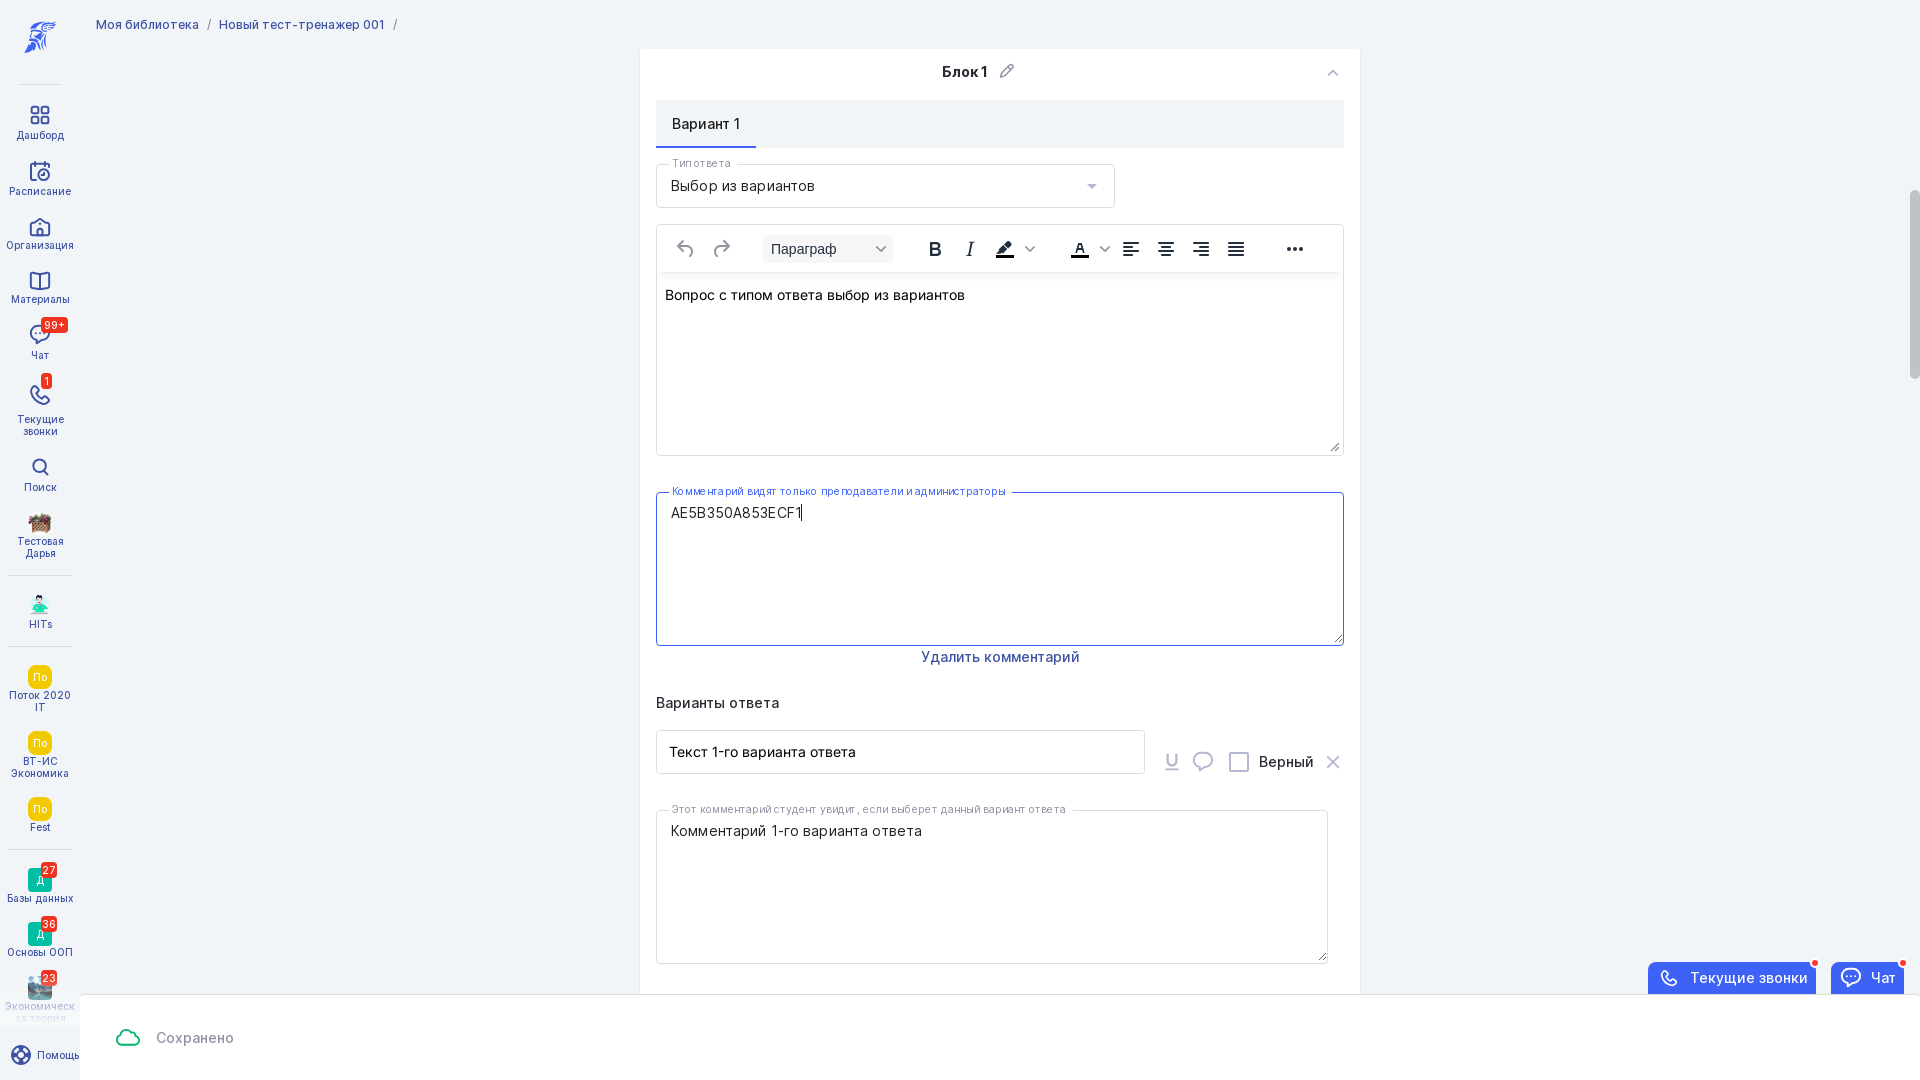 Моя библиотека / Новый тест-тренажер 001 /
Блок 1
Вариант 1
Тип ответа
Выбор из вариантов
Параграф
Вопрос с типом ответа выбор из вариантов
Комментарий видят только преподаватели и администраторы
AE5B350A853ECF1
Удалить комментарий
Варианты ответа
Текст 1-го варианта ответа
Верный
Этот комментарий студент увидит, если выберет данный вариант ответа
Комментарий 1-го варианта ответа
Дашборд
Расписание
Организация
Материалы
99+
Чат
1
Текущие
звонки
Поиск
Тестовая
Дарья
HITs
По
Поток 2020
IT
По
ВТ-ИС
Экономика
По
Fest
27
Д
Базы данных
36
Д
Основы ООП
23
Экономическ
ая теория
Помощь
Текущие звонки
Чат
Сохранено